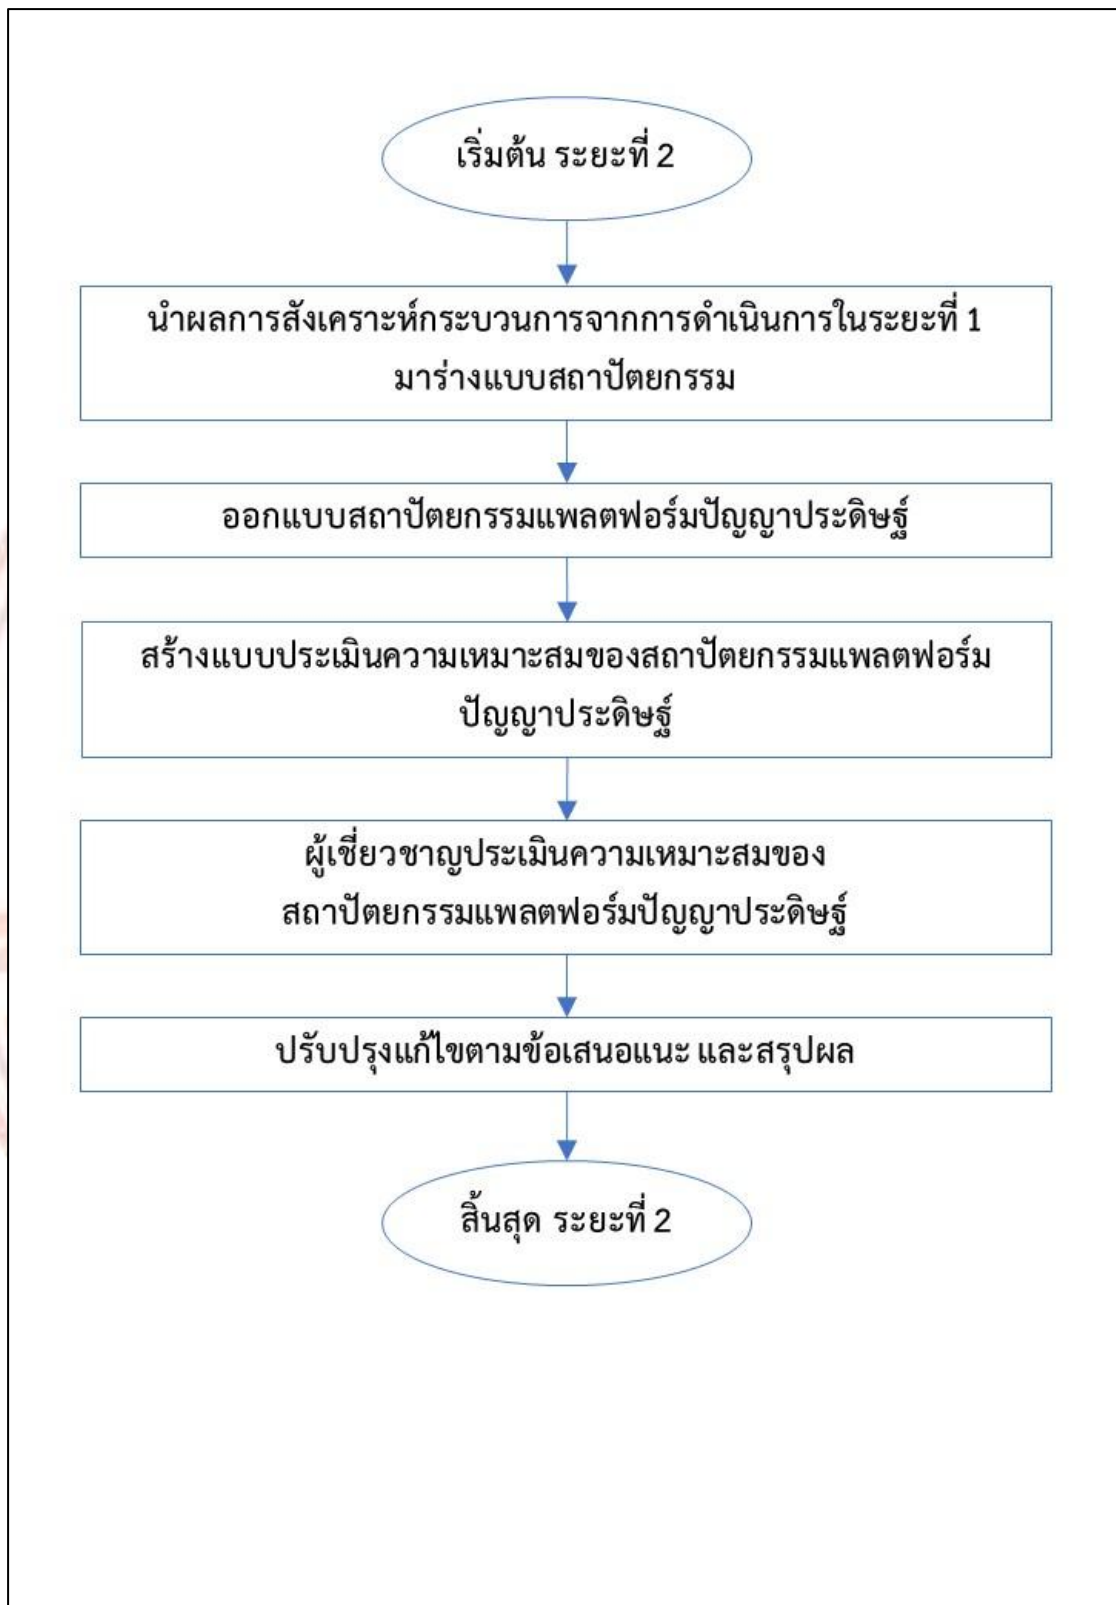 เริ่มต้น ระยะที่ 2
นำผลการสังเคราะห์กระบวนการจากการดำเนินการในระยะที่ 1
มาร่างแบบสถาปัตยกรรม
ออกแบบสถาปัตยกรรมแพลตฟอร์มปัญญาประดิษฐ์
สร้างแบบประเมินความเหมาะสมของสถาปัตยกรรมแพลตฟอร์ม
ปัญญาประดิษฐ์
ผู้เชี่ยวชาญประเมินความเหมาะสมของ
สถาปัตยกรรมแพลตฟอร์มปัญญาประดิษฐ์
ปรับปรุงแก้ไขตามข้อเสนอแนะ และสรุปผล
สิ้นสุด ระยะที่ 2